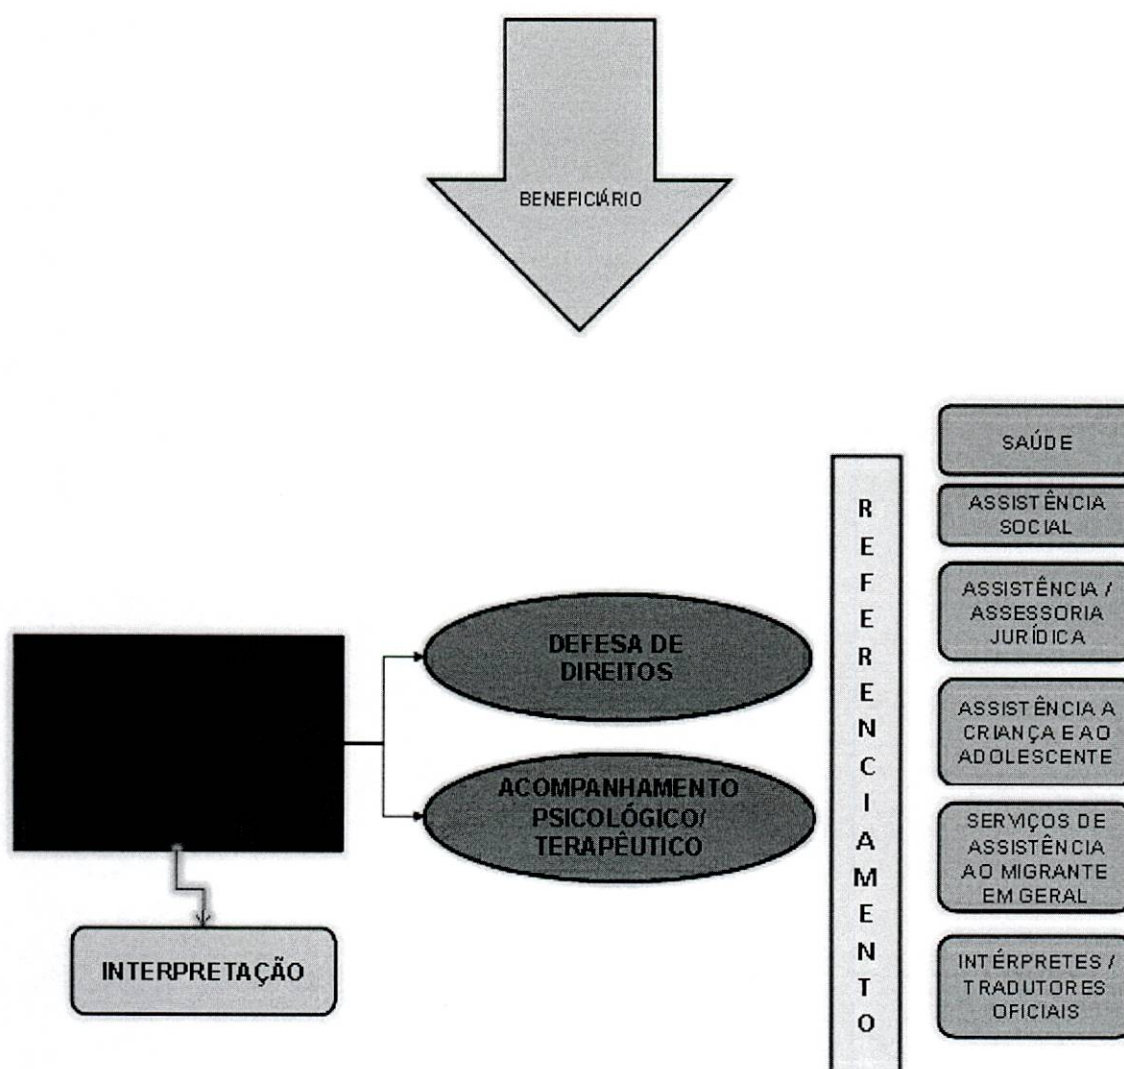 BENEFICIÁRIO
DEFESA DE
DIREITOS
ACOMPANHAMENTO
PSICOLÓGICO/
TERAPÊUTICO
INTERPRETAÇÃO
REFERENCIAMENTO
SAÚDE
ASSISTÊNCIA
SOCIAL
ASSISTÊNCIA /
ASSESSORIA
JURÍDICA
ASSISTÊNCIA A
CRIANÇA E AO
ADOLESCENTE
SERVIÇOS DE
ASSISTÊNCIA
AO MIGRANTE
EM GERAL
INTÉRPRETES /
TRADUTORES
OFICIAIS